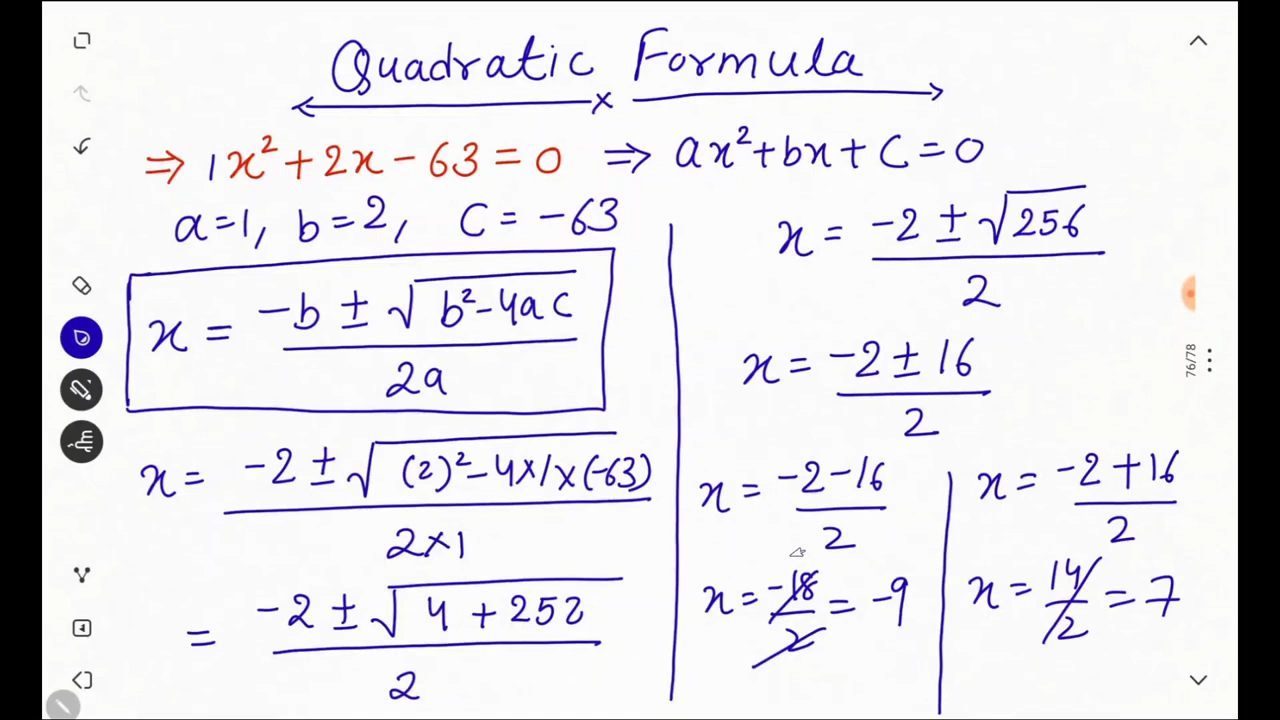 Quadratic Formula
⇒ 1x² + 2x - 63 = 0 ⇒ ax² + bx + C = 0
a = 1, b = 2, C = -63
x = (-b ± √(b² - 4ac)) / 2a
x = (-2 ± √((2)² - 4×1×(-63))) / 2×1
= (-2 ± √(4 + 252)) / 2
x = (-2 ± √256) / 2
x = (-2 ± 16) / 2
x = (-2 - 16) / 2
x = -18/2 = -9
x = (-2 + 16) / 2
x = 14/2 = 7
76/78